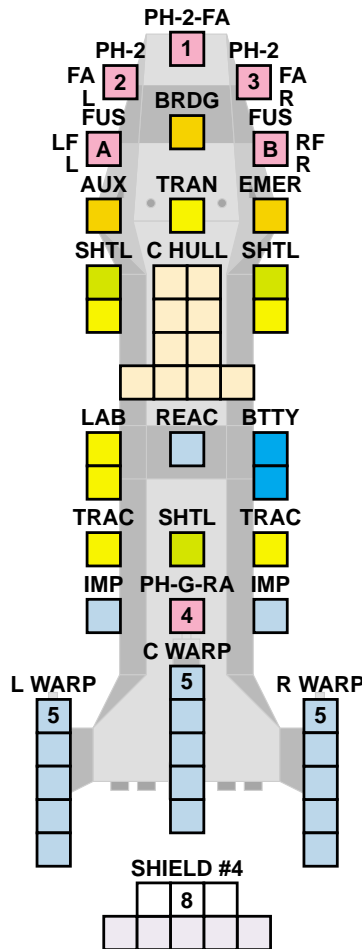 PH-2-FA
1
PH-2 PH-2
FA 2 3 FA
L R
BRDG
FUS FUS
LF A B RF
L R
AUX TRAN EMER
SHTL C HULL SHTL
LAB REAC BTTY
TRAC SHTL TRAC
IMP PH-G-RA IMP
4
C WARP
L WARP 5 R WARP
5 5
SHIELD #4
8